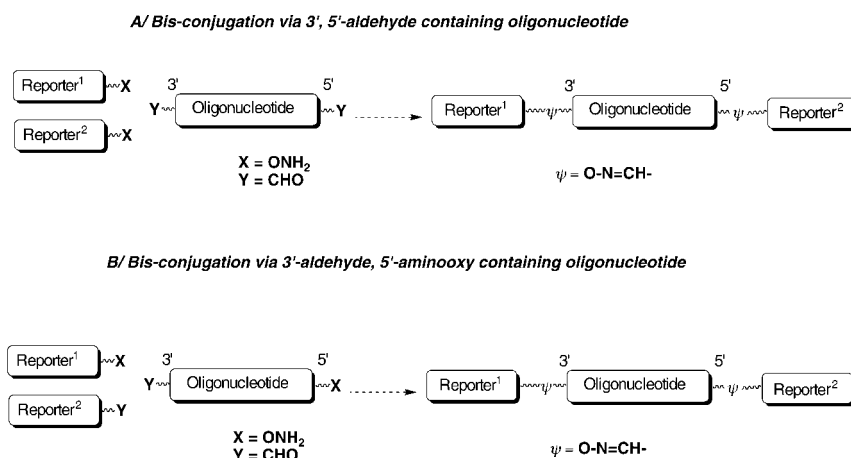 A/ Bis-conjugation via 3', 5'-aldehyde containing oligonucleotide
3' 5' 3' 5'
Reporter¹ X Y Oligonucleotide Y Reporter¹ ψ Oligonucleotide ψ Reporter²
Reporter² X
X = ONH₂
Y = CHO
ψ = O-N=CH-
B/ Bis-conjugation via 3'-aldehyde, 5'-aminooxy containing oligonucleotide
3' 5' 3' 5'
Reporter¹ X Y Oligonucleotide X Reporter¹ ψ Oligonucleotide ψ Reporter²
Reporter² Y
X = ONH₂
Y = CHO
ψ = O-N=CH-